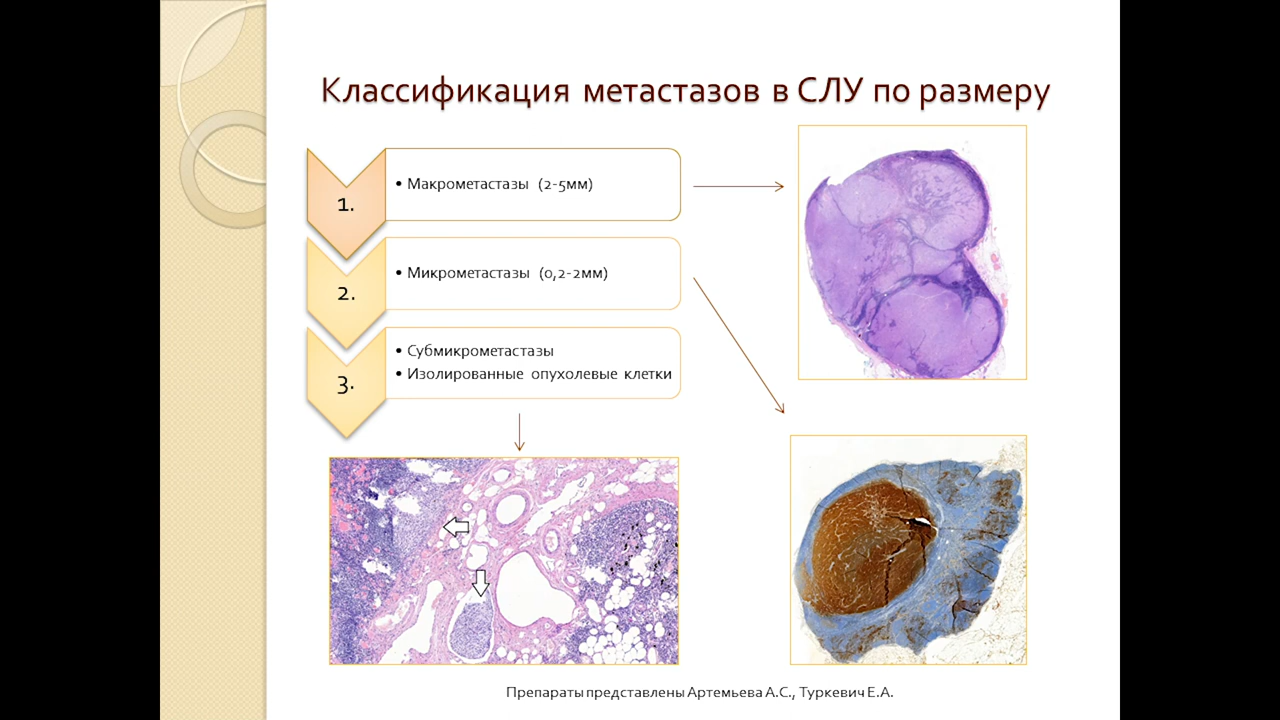 Классификация метастазов в СЛУ по размеру
1.
• Макрометастазы (2-5мм)
2.
• Микрометастазы (0,2-2мм)
3.
• Субмикрометастазы
• Изолированные опухолевые клетки
Препараты представлены Артемьева А.С., Туркевич Е.А.